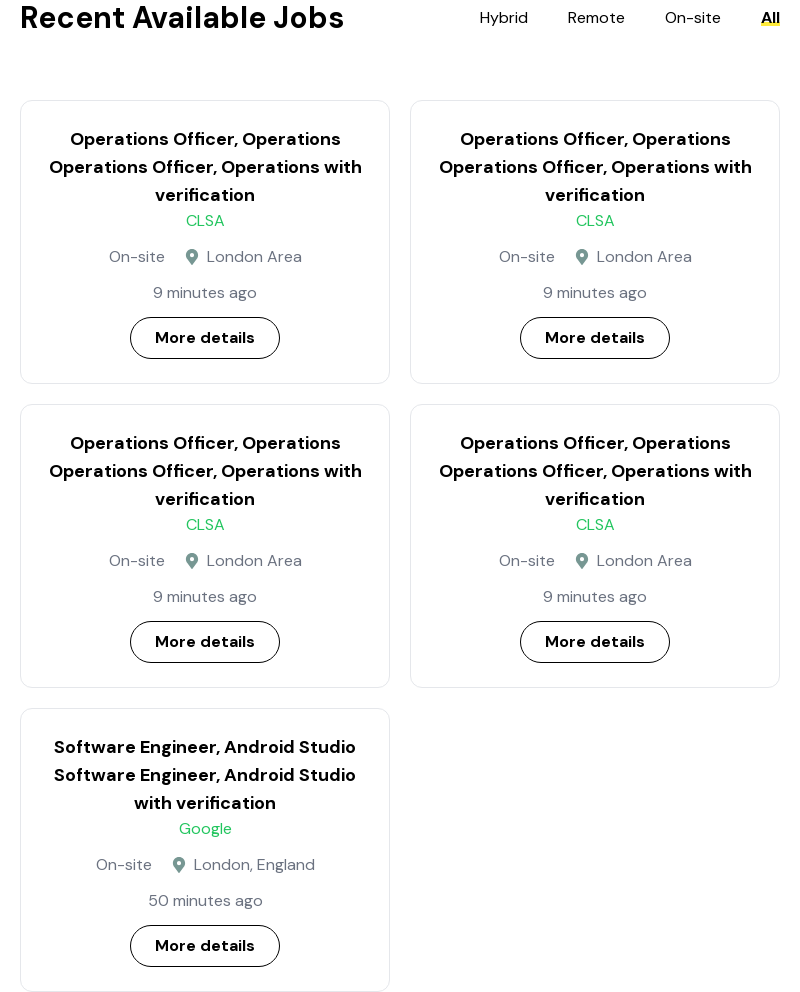 Recent Available Jobs
Hybrid Remote On-site All
Operations Officer, Operations
Operations Officer, Operations with
verification
CLSA
On-site London Area
9 minutes ago
More details
Operations Officer, Operations
Operations Officer, Operations with
verification
CLSA
On-site London Area
9 minutes ago
More details
Operations Officer, Operations
Operations Officer, Operations with
verification
CLSA
On-site London Area
9 minutes ago
More details
Operations Officer, Operations
Operations Officer, Operations with
verification
CLSA
On-site London Area
9 minutes ago
More details
Software Engineer, Android Studio
Software Engineer, Android Studio
with verification
Google
On-site London, England
50 minutes ago
More details